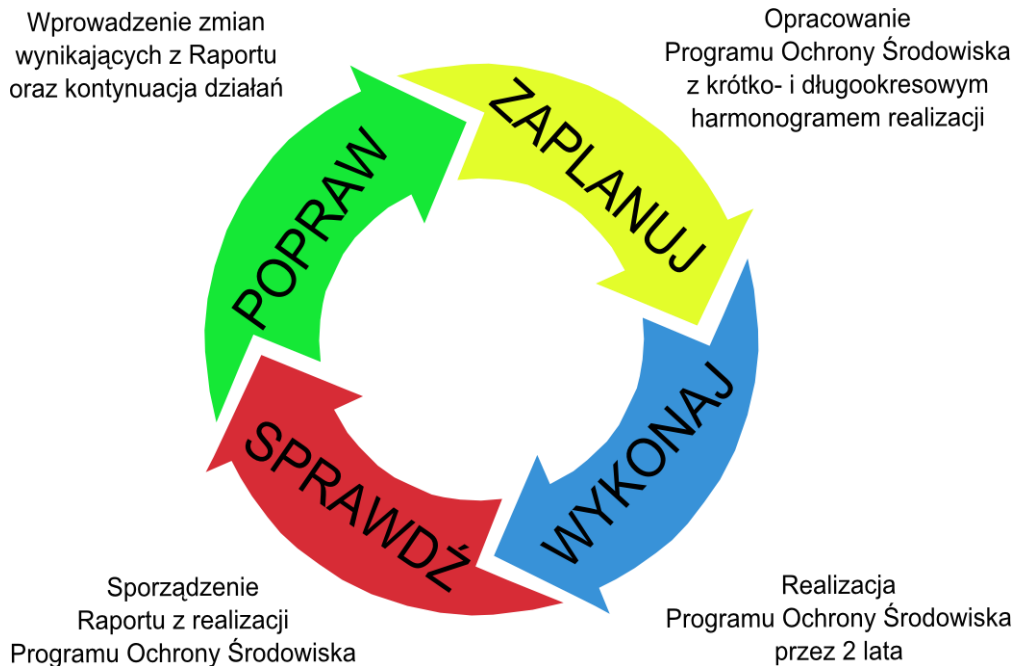 Wprowadzenie zmian
wynikających z Raportu
oraz kontynuacja działań
Opracowanie
Programu Ochrony Środowiska
z krótko- i długookresowym
harmonogramem realizacji
ZAPLANUJ
POPRAW
WYKONAJ
SPRAWDŹ
Sporządzenie
Raportu z realizacji
Programu Ochrony Środowiska
Realizacja
Programu Ochrony Środowiska
przez 2 lata